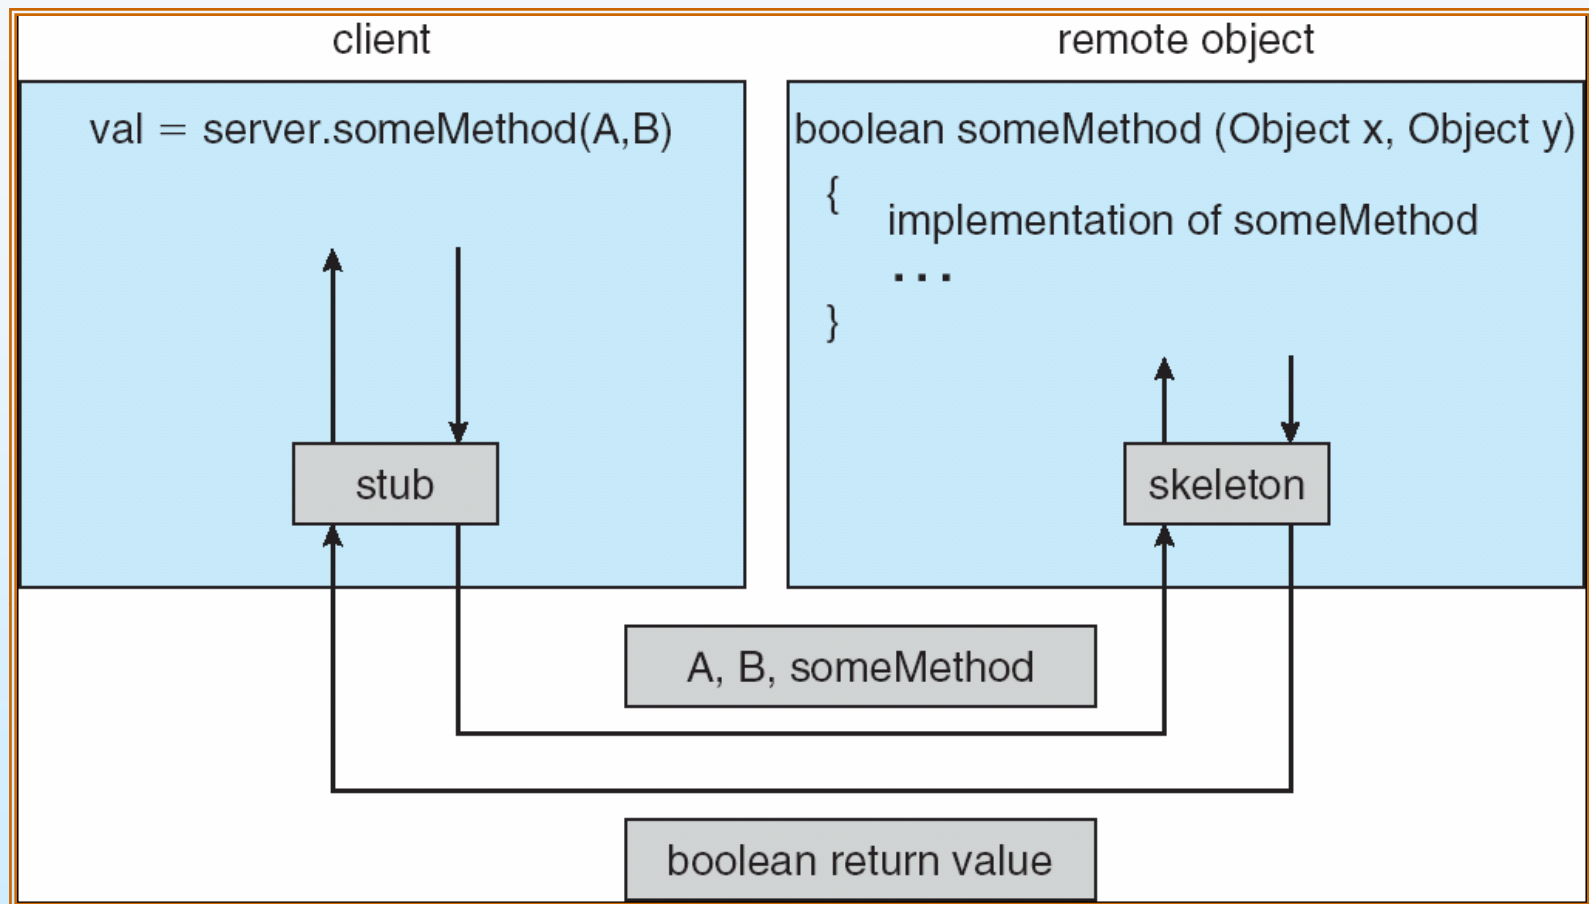 client
remote object
val = server.someMethod(A,B)
boolean someMethod (Object x, Object y)
{
implementation of someMethod
...
}
stub
skeleton
A, B, someMethod
boolean return value